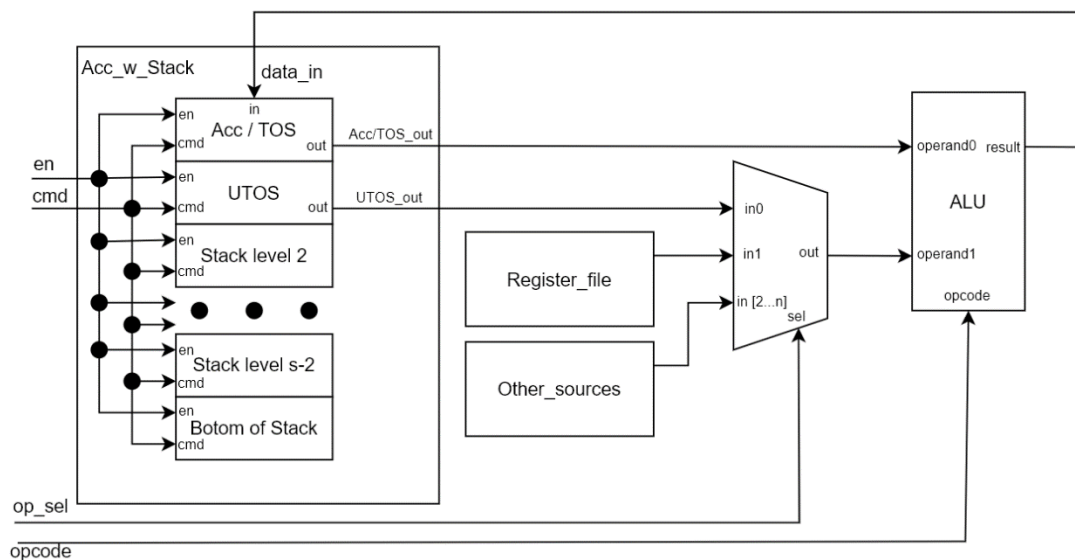 Acc_w_Stack
data_in
en
in
Acc / TOS
cmd
out
Acc/TOS_out
en
cmd
en
UTOS
cmd
out
UTOS_out
en
Stack level 2
cmd
en
Stack level s-2
cmd
en
Botom of Stack
cmd
Register_file
Other_sources
in0
in1
out
in [2...n]
sel
operand0
result
ALU
operand1
opcode
op_sel
opcode